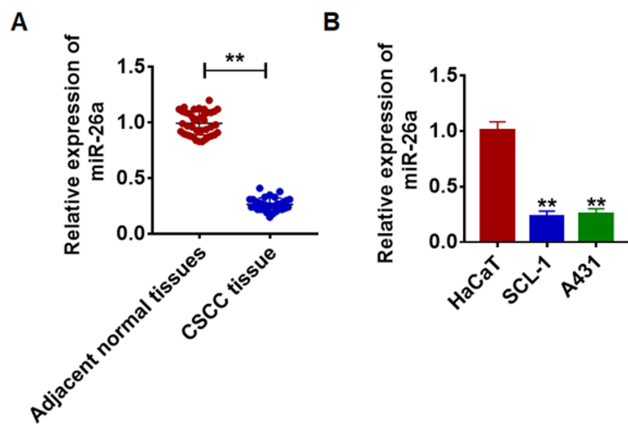 A
Relative expression of
miR-26a
1.5
1.0
0.5
0.0
**
Adjacent normal tissues
CSCC tissue
B
Relative expression of
miR-26a
1.5
1.0
0.5
0.0
**
**
HaCaT
SCL-1
A431